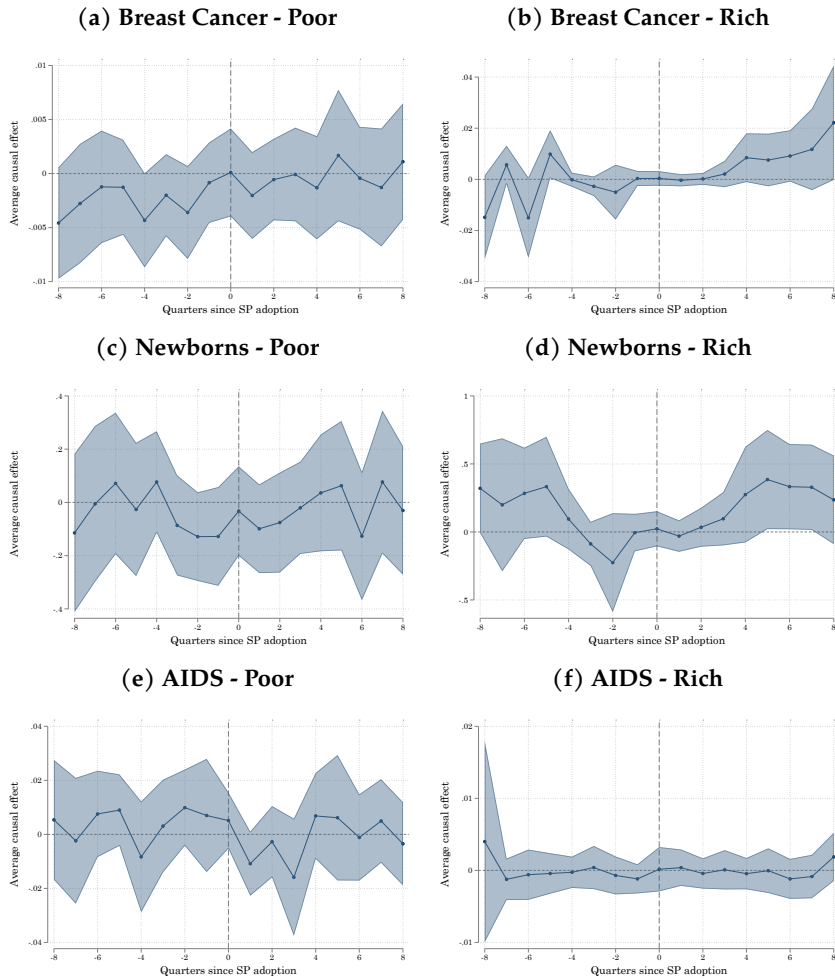 (a) Breast Cancer - Poor
(b) Breast Cancer - Rich
.01
.005
0
-.005
-.01
Average causal effect
-8 -6 -4 -2 0 2 4 6 8
Quarters since SP adoption
.04
.02
0
-.02
-.04
Average causal effect
-8 -6 -4 -2 0 2 4 6 8
Quarters since SP adoption
(c) Newborns - Poor
(d) Newborns - Rich
.4
.2
0
-.2
-.4
Average causal effect
-8 -6 -4 -2 0 2 4 6 8
Quarters since SP adoption
1
.5
0
-.5
Average causal effect
-8 -6 -4 -2 0 2 4 6 8
Quarters since SP adoption
(e) AIDS - Poor
(f) AIDS - Rich
.04
.02
0
-.02
-.04
Average causal effect
-8 -6 -4 -2 0 2 4 6 8
Quarters since SP adoption
.02
.01
0
-.01
Average causal effect
-8 -6 -4 -2 0 2 4 6 8
Quarters since SP adoption